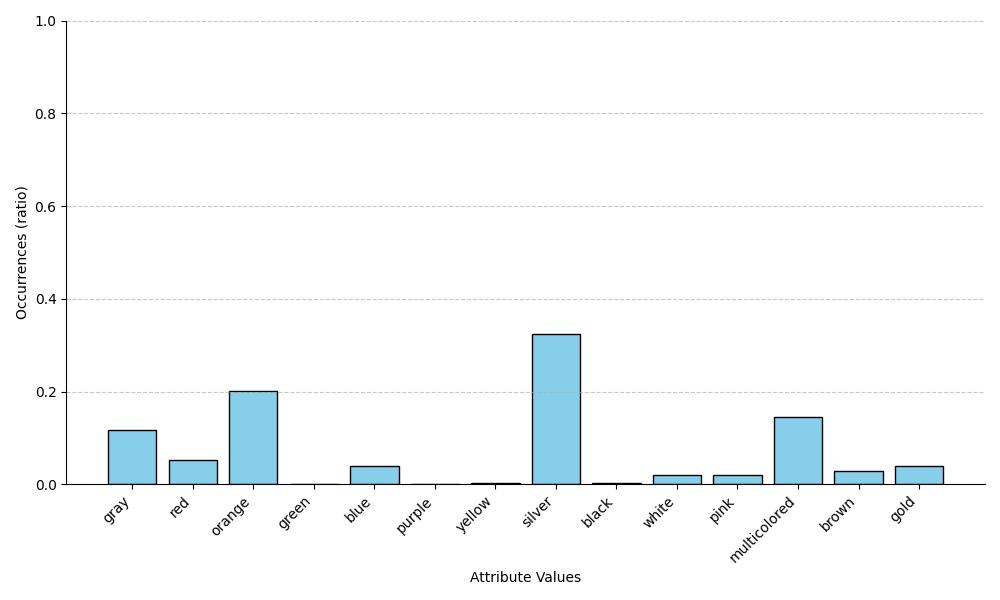 1.0
0.8
0.6
0.4
0.2
0.0
Occurrences (ratio)
gray
red
orange
green
blue
purple
yellow
silver
black
white
pink
multicolored
brown
gold
Attribute Values